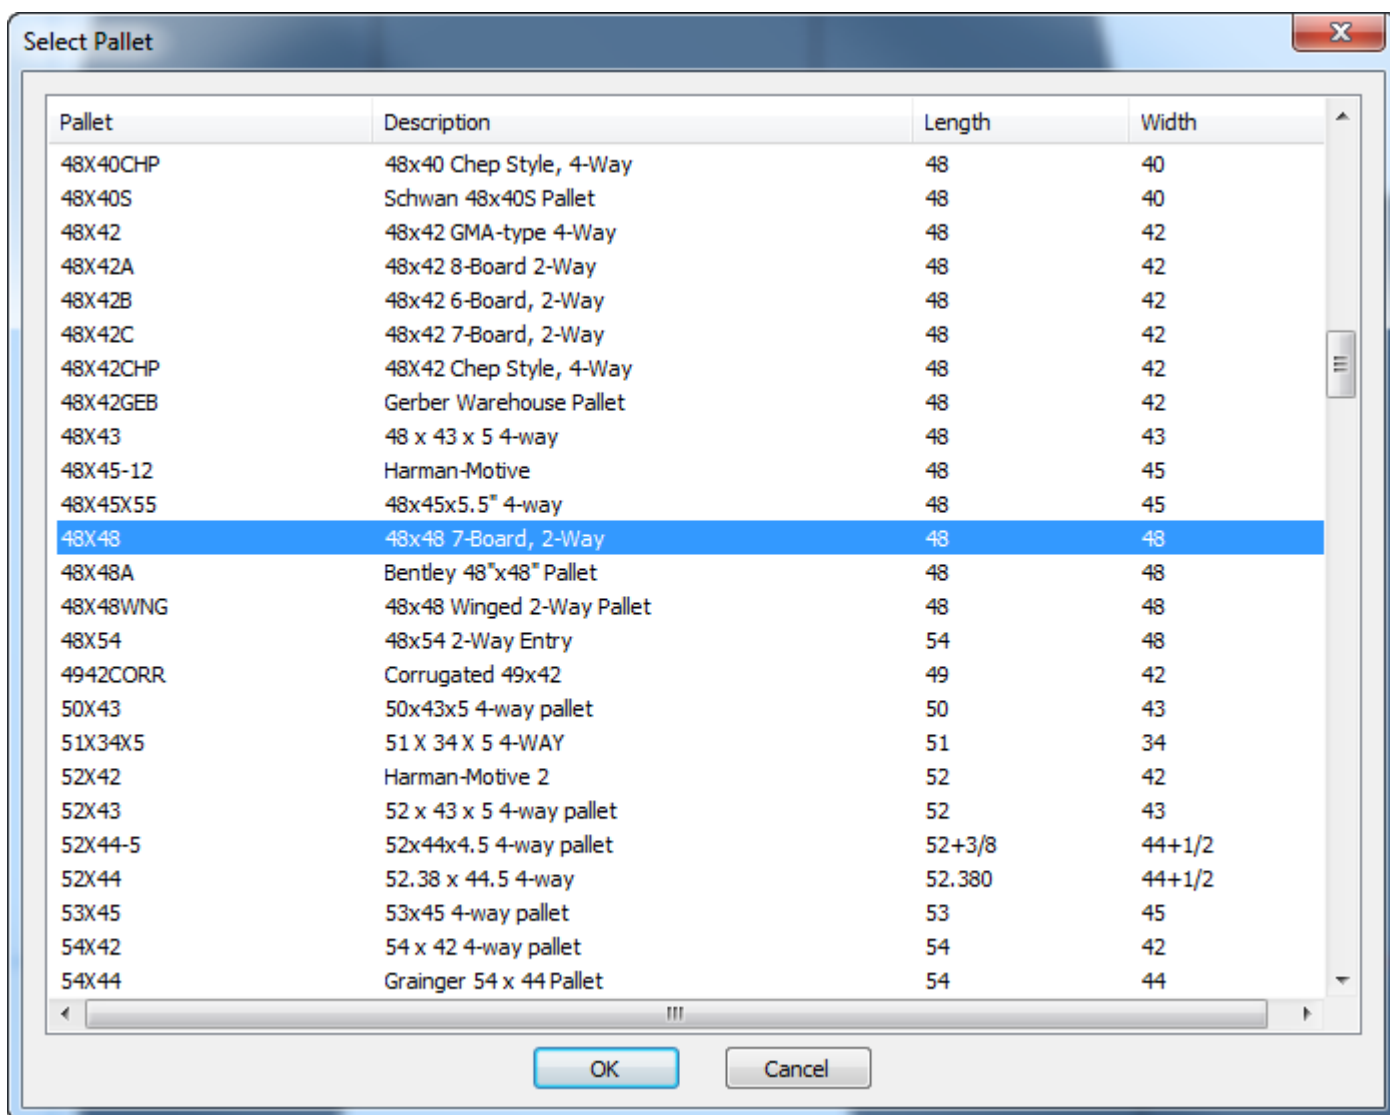 Select Pallet
Pallet Description Length Width
48X40CHP 48x40 Chep Style, 4-Way 48 40
48X40S Schwan 48x40S Pallet 48 40
48X42 48x42 GMA-type 4-Way 48 42
48X42A 48x42 8-Board 2-Way 48 42
48X42B 48x42 6-Board, 2-Way 48 42
48X42C 48x42 7-Board, 2-Way 48 42
48X42CHP 48X42 Chep Style, 4-Way 48 42
48X42GEB Gerber Warehouse Pallet 48 42
48X43 48 x 43 x 5 4-way 48 43
48X45-12 Harman-Motive 48 45
48X45X55 48x45x5.5" 4-way 48 45
48X48 48x48 7-Board, 2-Way 48 48
48X48A Bentley 48"x48" Pallet 48 48
48X48WNG 48x48 Winged 2-Way Pallet 48 48
48X54 48x54 2-Way Entry 54 48
4942CORR Corrugated 49x42 49 42
50X43 50x43x5 4-way pallet 50 43
51X34X5 51 X 34 X 5 4-WAY 51 34
52X42 Harman-Motive 2 52 42
52X43 52 x 43 x 5 4-way pallet 52 43
52X44-5 52x44x4.5 4-way pallet 52+3/8 44+1/2
52X44 52.38 x 44.5 4-way 52.380 44+1/2
53X45 53x45 4-way pallet 53 45
54X42 54 x 42 4-way pallet 54 42
54X44 Grainger 54 x 44 Pallet 54 44
OK Cancel